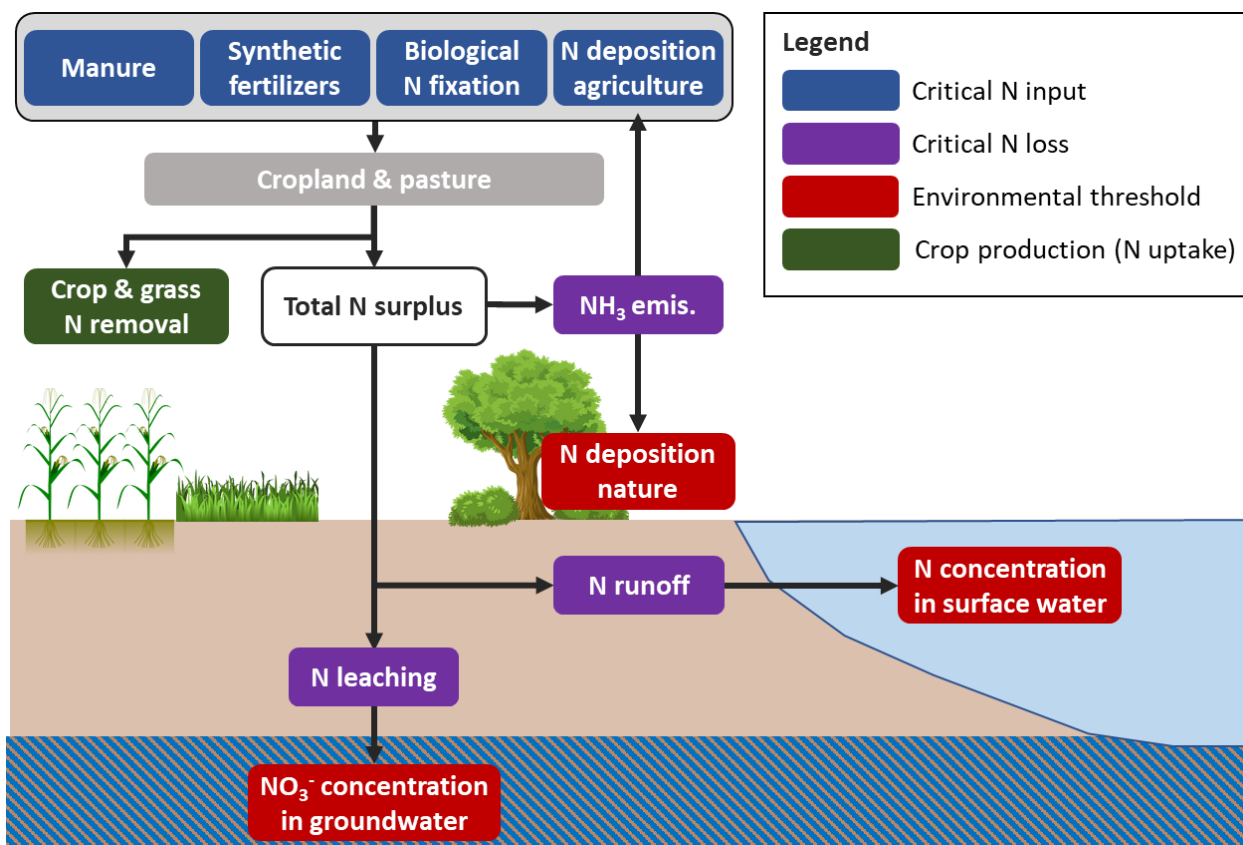 Manure
Synthetic
fertilizers
Biological
N fixation
N deposition
agriculture
Legend
Critical N input
Critical N loss
Environmental threshold
Crop production (N uptake)
Cropland & pasture
Crop & grass
N removal
Total N surplus
NH₃ emis.
N deposition
nature
N runoff
N concentration
in surface water
N leaching
NO₃⁻ concentration
in groundwater